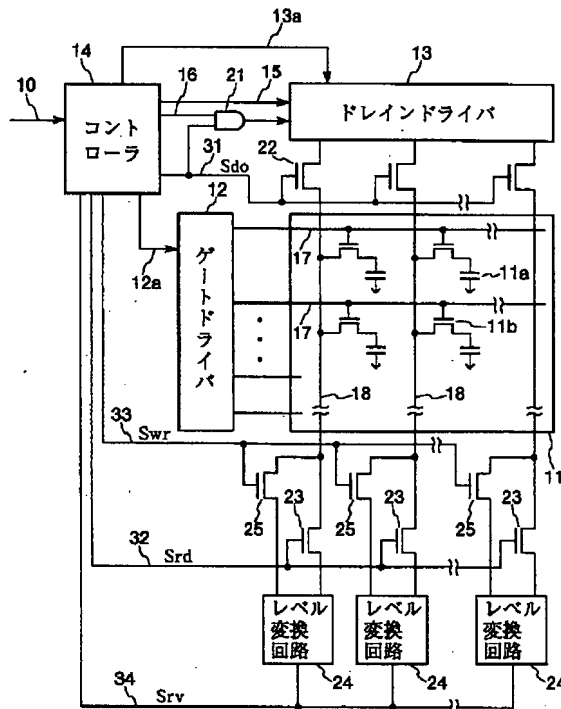 13a
14
13
16
15
21
10
コント
ローラ
ドレインドライバ
22
31
Sdo
12
17
11a
12a
ゲートドライバ
17
11b
18
18
33
Swr
11
25
23
25
23
25
23
32
Srd
レベル
変換
回路
レベル
変換
回路
レベル
変換
回路
24
24
24
34
Srv